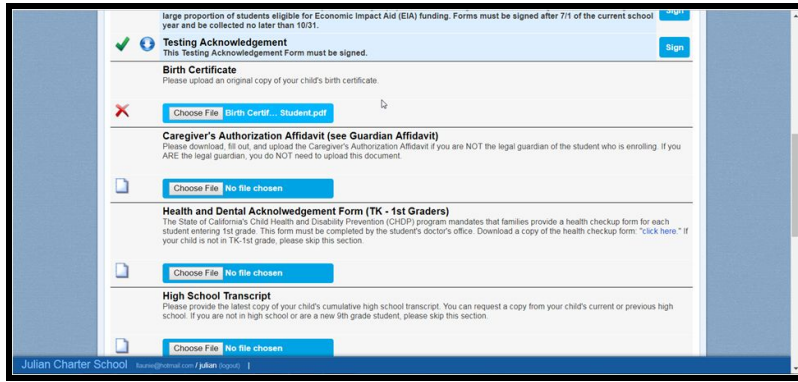 large proportion of students eligible for Economic Impact Aid (EIA) funding. Forms must be signed after 7/1 of the current school
year and be collected no later than 10/31.
Sign
Testing Acknowledgement
This Testing Acknowledgement Form must be signed.
Sign
Birth Certificate
Please upload an original copy of your child's birth certificate.
Choose File Birth Certif... Student.pdf
Caregiver's Authorization Affidavit (see Guardian Affidavit)
Please download, fill out, and upload the Caregiver's Authorization Affidavit if you are NOT the legal guardian of the student who is enrolling. If you
ARE the legal guardian, you do NOT need to upload this document.
Choose File No file chosen
Health and Dental Acknolwedgement Form (TK - 1st Graders)
The State of California's Child Health and Disability Prevention (CHDP) program mandates that families provide a health checkup form for each
student entering 1st grade. This form must be completed by the student's doctor's office. Download a copy of the health checkup form: "click here." If
your child is not in TK-1st grade, please skip this section.
Choose File No file chosen
High School Transcript
Please provide the latest copy of your child's cumulative high school transcript. You can request a copy from your child's current or previous high
school. If you are not in high school or are a new 9th grade student, please skip this section.
Choose File No file chosen
Julian Charter School / julian (logout) |